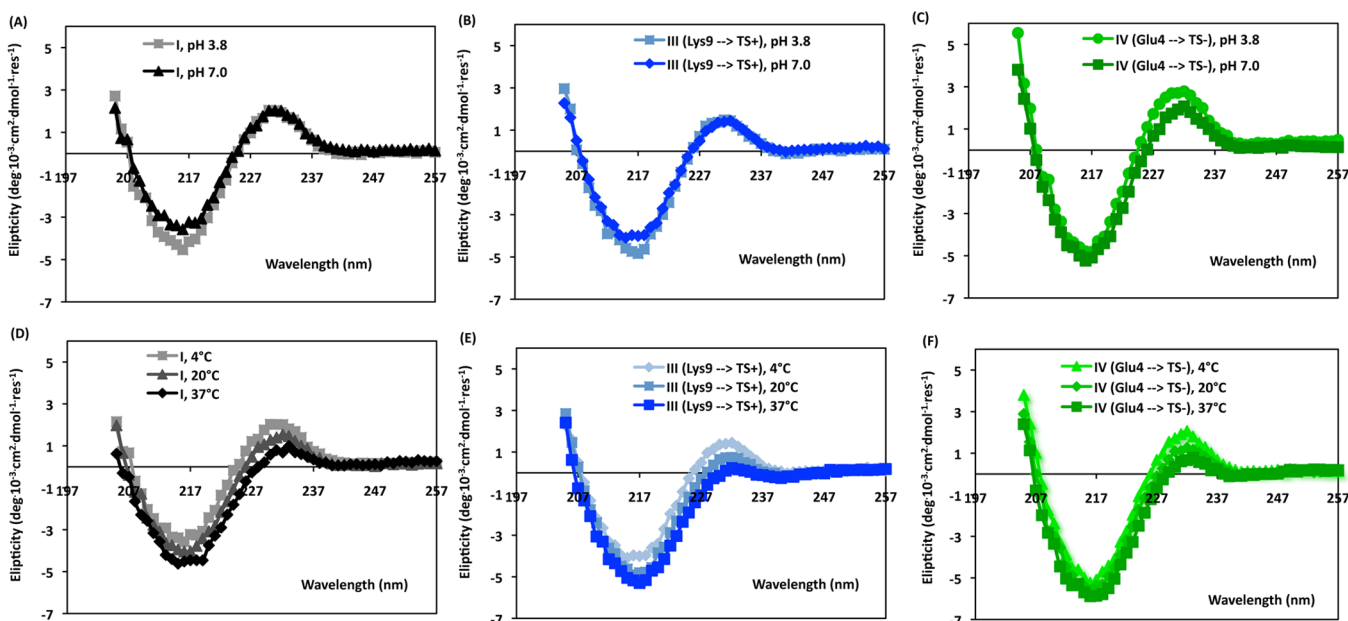 (A)
I, pH 3.8
I, pH 7.0
Elipticity (deg·10⁻³·cm²·dmol⁻¹·res⁻¹)
5
3
1
-1
-3
-5
-7
197 207 217 227 237 247 257
Wavelength (nm)
(B)
III (Lys9 --> TS+), pH 3.8
III (Lys9 --> TS+), pH 7.0
Elipticity (deg·10⁻³·cm²·dmol⁻¹·res⁻¹)
5
3
1
-1
-3
-5
-7
197 207 217 227 237 247 257
Wavelength (nm)
(C)
IV (Glu4 --> TS-), pH 3.8
IV (Glu4 --> TS-), pH 7.0
Elipticity (deg·10⁻³·cm²·dmol⁻¹·res⁻¹)
5
3
1
-1
-3
-5
-7
197 207 217 227 237 247 257
Wavelength (nm)
(D)
I, 4°C
I, 20°C
I, 37°C
Elipticity (deg·10⁻³·cm²·dmol⁻¹·res⁻¹)
5
3
1
-1
-3
-5
-7
197 207 217 227 237 247 257
Wavelength (nm)
(E)
III (Lys9 --> TS+), 4°C
III (Lys9 --> TS+), 20°C
III (Lys9 --> TS+), 37°C
Elipticity (deg·10⁻³·cm²·dmol⁻¹·res⁻¹)
5
3
1
-1
-3
-5
-7
197 207 217 227 237 247 257
Wavelength (nm)
(F)
IV (Glu4 --> TS-), 4°C
IV (Glu4 --> TS-), 20°C
IV (Glu4 --> TS-), 37°C
Elipticity (deg·10⁻³·cm²·dmol⁻¹·res⁻¹)
5
3
1
-1
-3
-5
-7
197 207 217 227 237 247 257
Wavelength (nm)